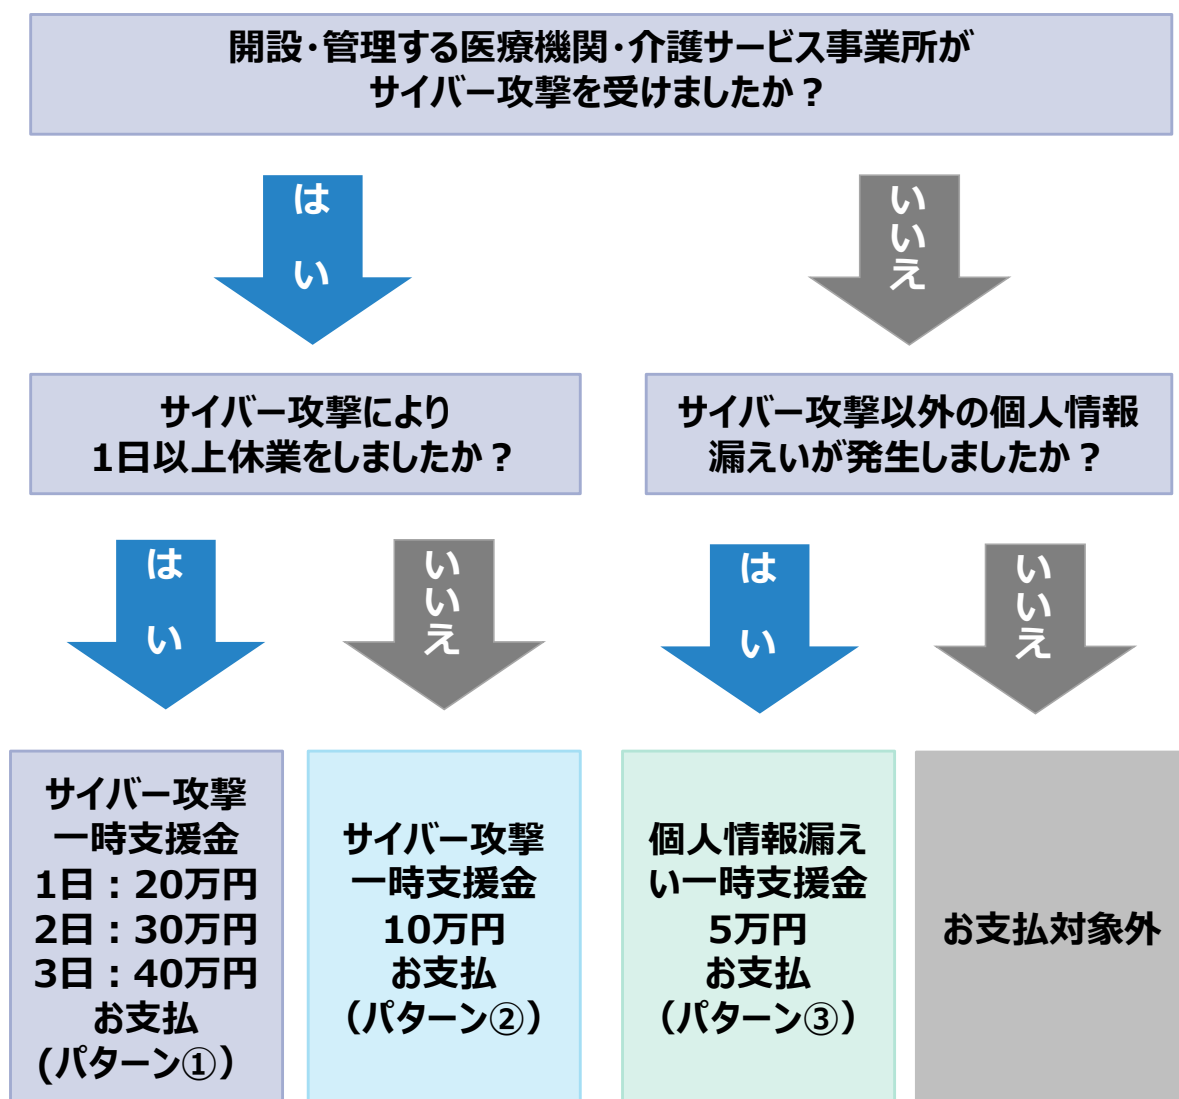 開設･管理する医療機関･介護サービス事業所が
サイバー攻撃を受けましたか？
はい
いいえ
サイバー攻撃により
1日以上休業をしましたか？
サイバー攻撃以外の個人情報
漏えいが発生しましたか？
はい
いいえ
はい
いいえ
サイバー攻撃
一時支援金
1日：20万円
2日：30万円
3日：40万円
お支払
(パターン①）
サイバー攻撃
一時支援金
10万円
お支払
（パターン②）
個人情報漏え
い一時支援金
5万円
お支払
（パターン③）
お支払対象外